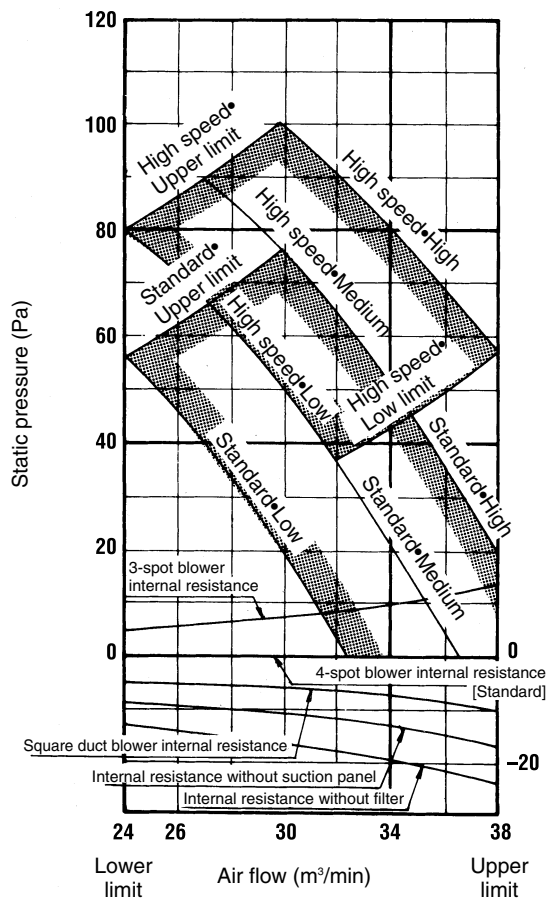 120
100
80
60
40
20
0
0
–20
Static pressure (Pa)
High speed•
Upper limit
High speed•High
High speed•Medium
Standard•
Upper limit
High speed•Low
High speed•
Low limit
Standard•Low
Standard•High
Standard•Medium
3-spot blower
internal resistance
4-spot blower internal resistance
[Standard]
Square duct blower internal resistance
Internal resistance without suction panel
Internal resistance without filter
24 26 30 34 38
Lower
limit
Air flow (m³/min)
Upper
limit